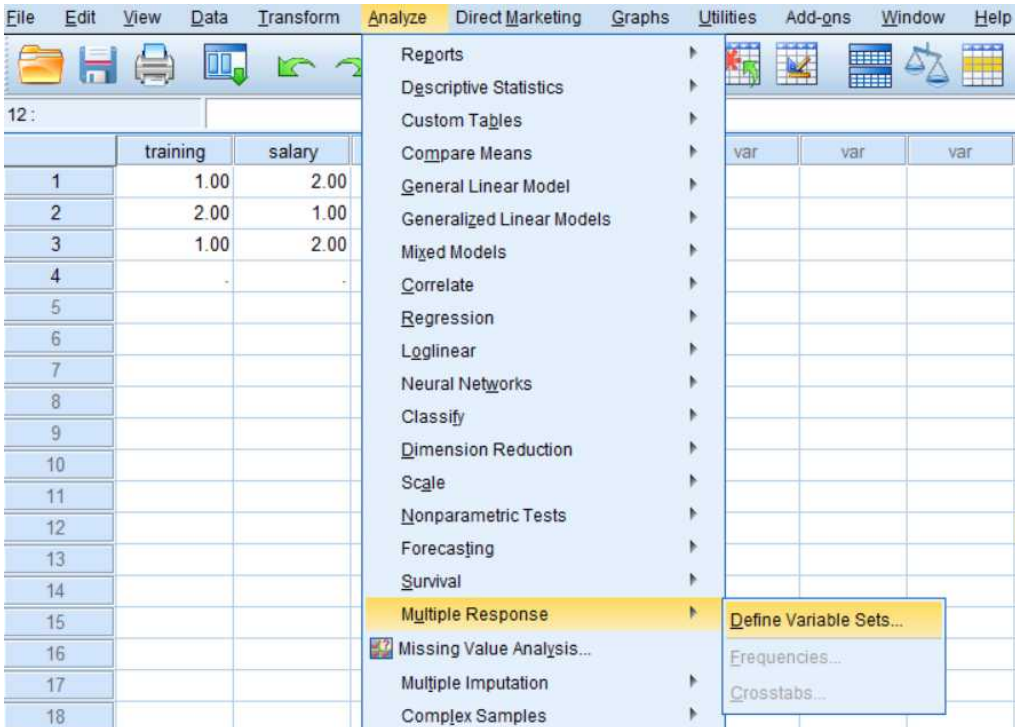 File Edit View Data Transform Analyze Direct Marketing Graphs Utilities Add-ons Window Help
12 :
training salary var var var
1 1.00 2.00
2 2.00 1.00
3 1.00 2.00
4 . .
5
6
7
8
9
10
11
12
13
14
15
16
17
18
Reports
Descriptive Statistics
Custom Tables
Compare Means
General Linear Model
Generalized Linear Models
Mixed Models
Correlate
Regression
Loglinear
Neural Networks
Classify
Dimension Reduction
Scale
Nonparametric Tests
Forecasting
Survival
Multiple Response
Missing Value Analysis...
Multiple Imputation
Complex Samples
Define Variable Sets...
Frequencies...
Crosstabs...